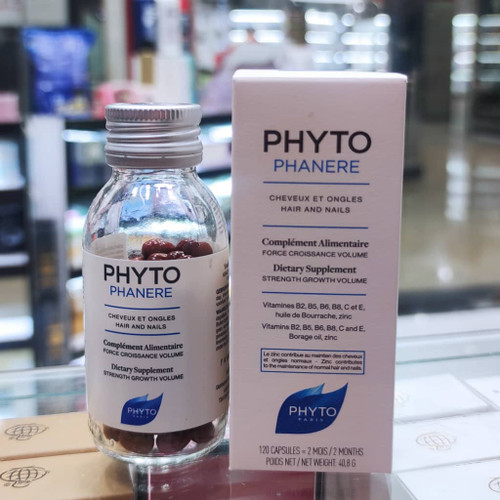 PHYTO
PHANERE
CHEVEUX ET ONGLES
HAIR AND NAILS
Complément Alimentaire
FORCE CROISSANCE VOLUME
Dietary Supplement
STRENGTH GROWTH VOLUME
PHYTO
PARIS
PHYTO
PHANERE
CHEVEUX ET ONGLES
HAIR AND NAILS
Complément Alimentaire
FORCE CROISSANCE VOLUME
Dietary Supplement
STRENGTH GROWTH VOLUME
Vitamines B2, B5, B6, B8, C et E,
huile de Bourrache, zinc
Vitamins B2, B5, B6, B8, C and E,
Borage oil, zinc
Le zinc contribue au maintien des cheveux
et ongles normaux - Zinc contributes
to the maintenance of normal hair and nails.
PHYTO
PARIS
120 CAPSULES = 2 MOIS / 2 MONTHS
POIDS NET / NET WEIGHT: 40,8 G